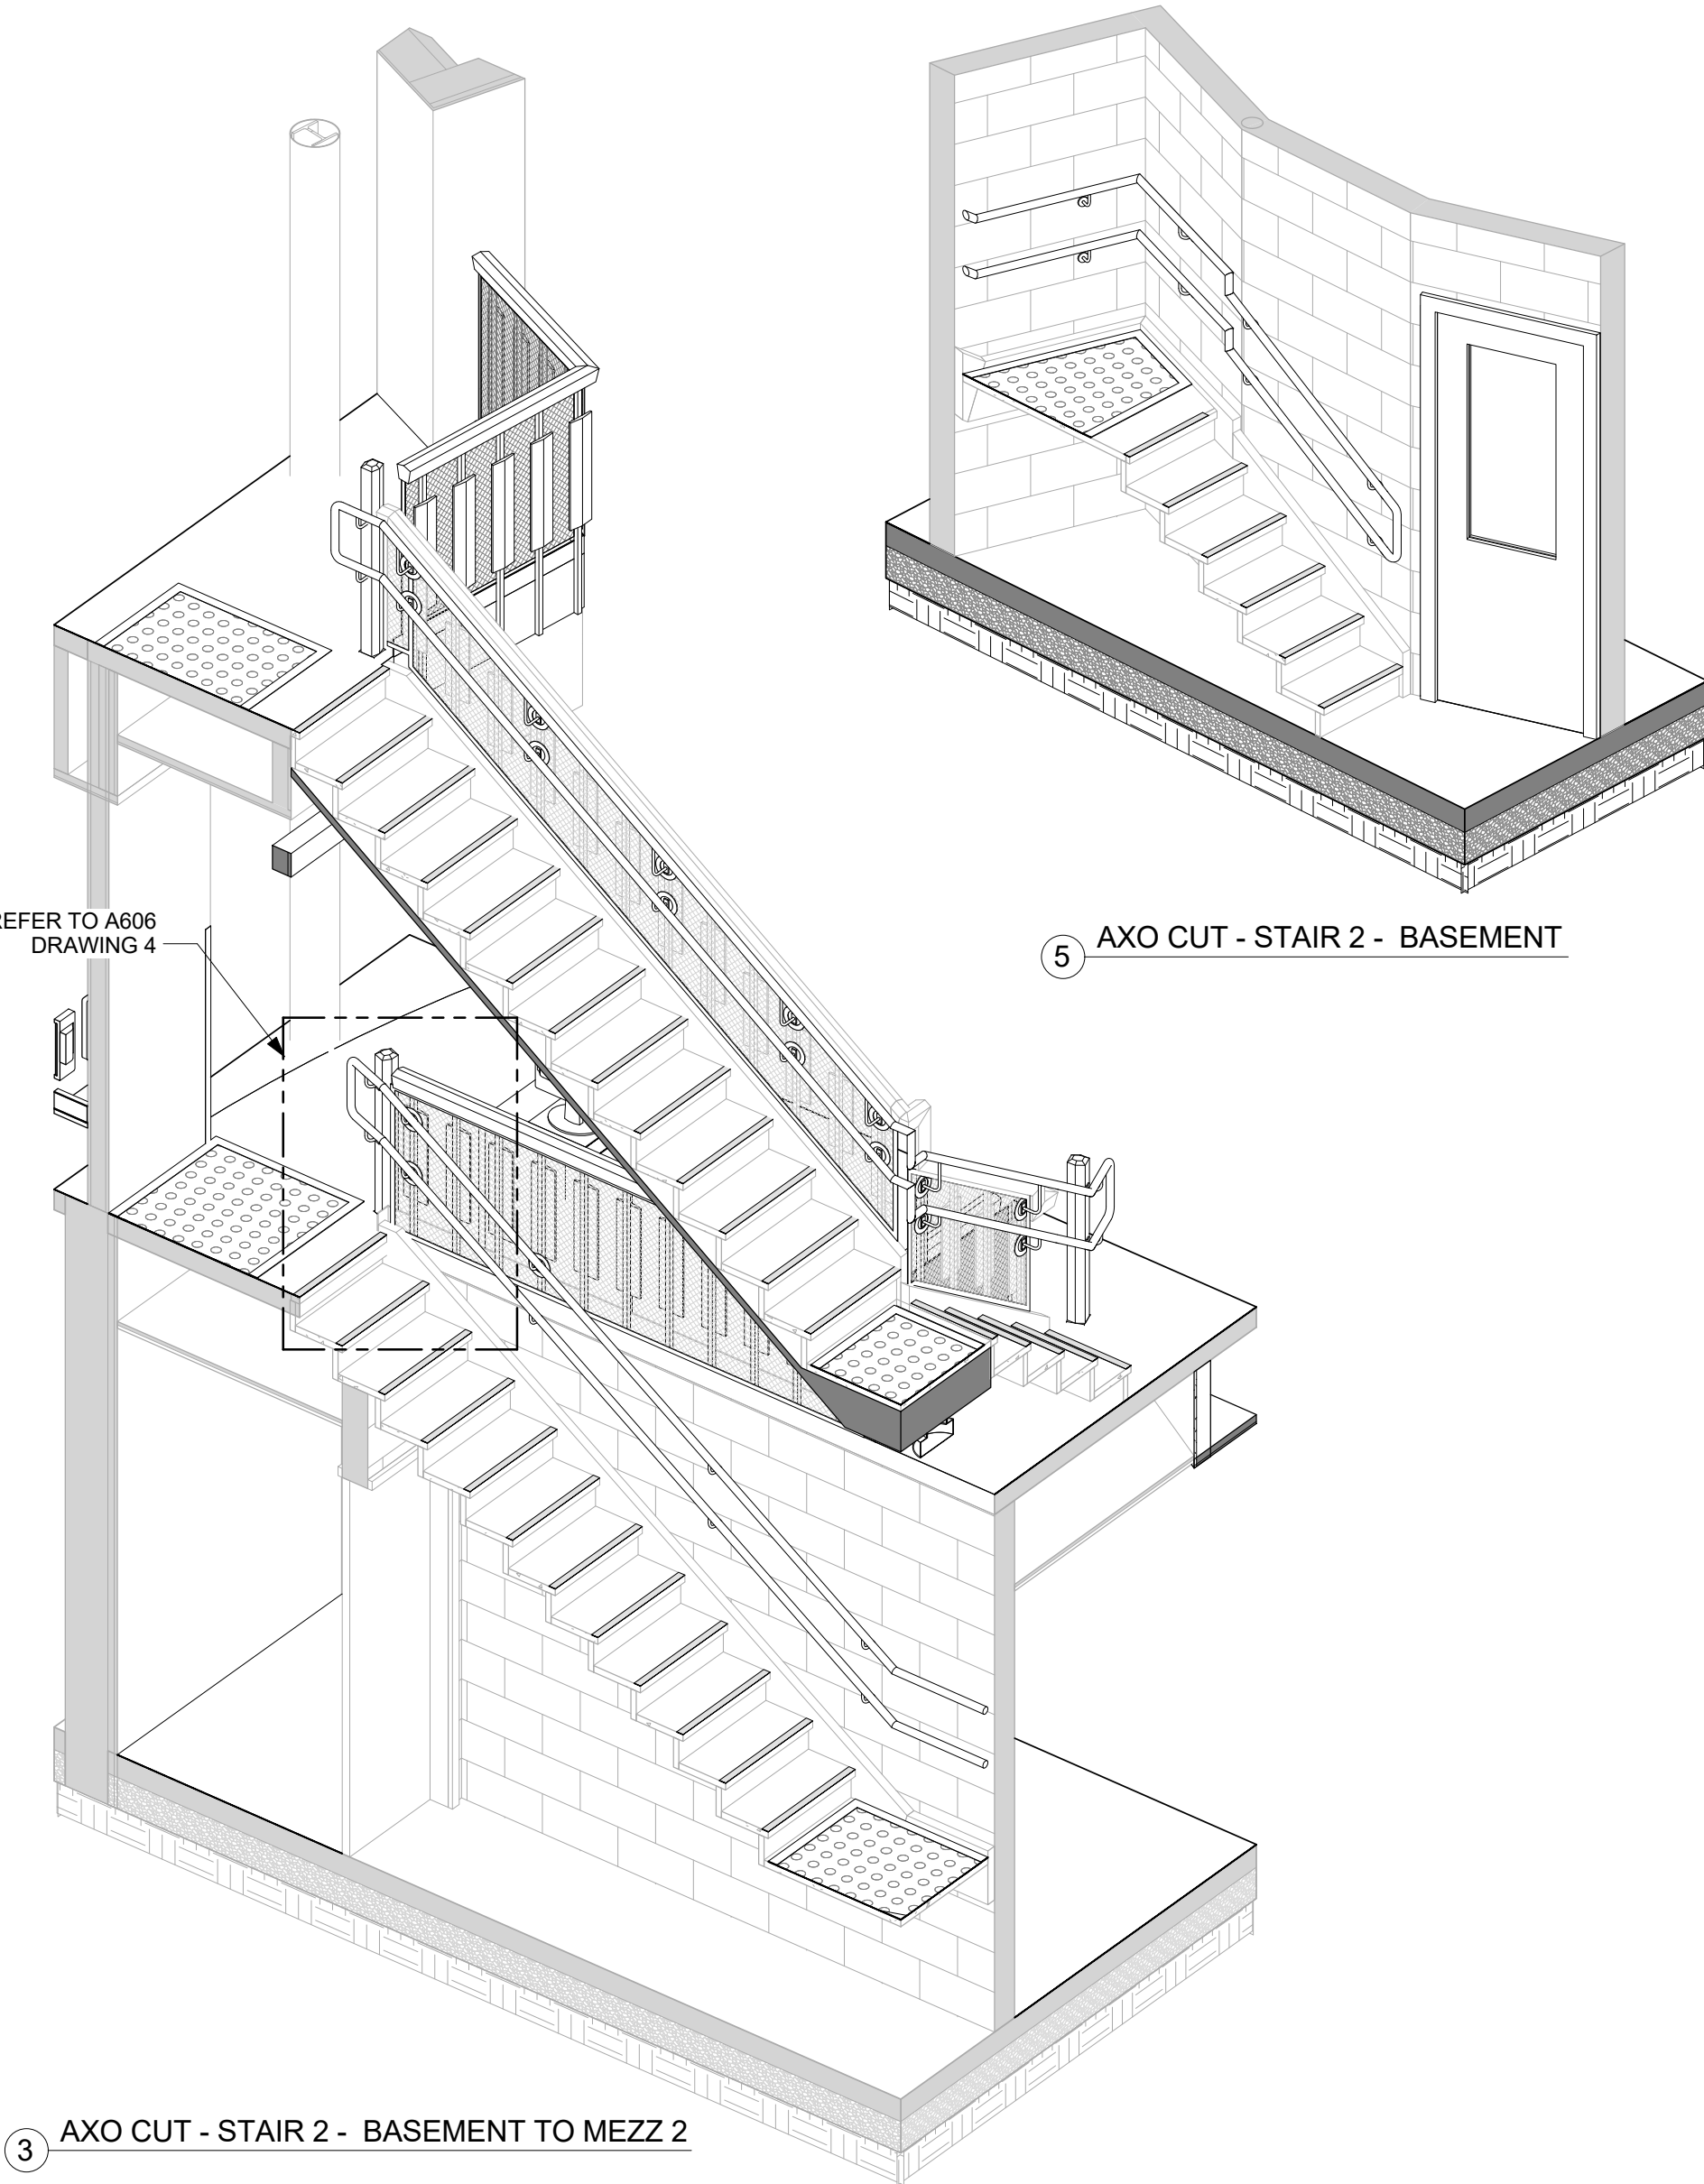 REFER TO A606
DRAWING 4
5 AXO CUT - STAIR 2 - BASEMENT
3 AXO CUT - STAIR 2 - BASEMENT TO MEZZ 2